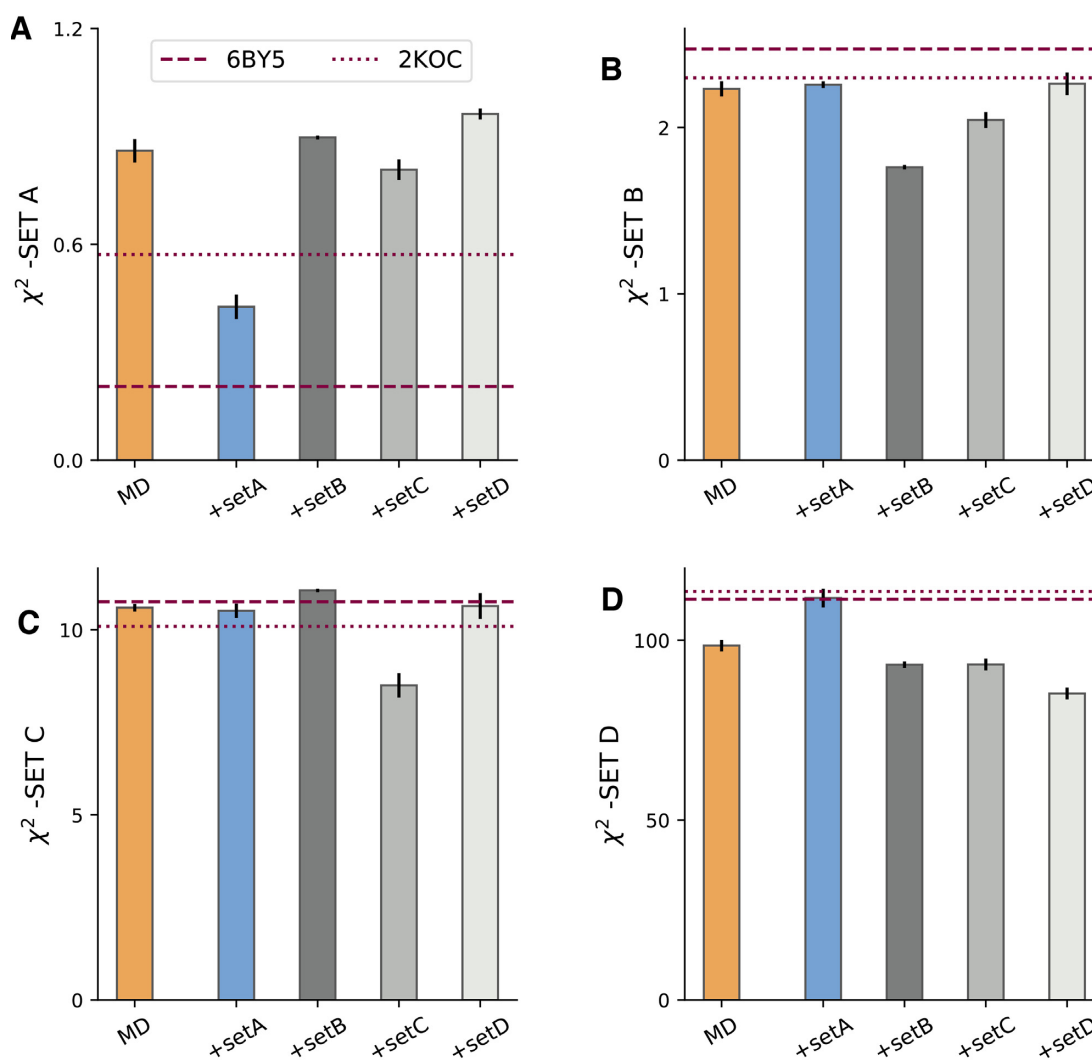 A
1.2
0.6
0.0
χ² -SET A
6BY5
2KOC
MD
+setA
+setB
+setC
+setD
B
2
1
0
χ² -SET B
MD
+setA
+setB
+setC
+setD
C
10
5
0
χ² -SET C
MD
+setA
+setB
+setC
+setD
D
100
50
0
χ² -SET D
MD
+setA
+setB
+setC
+setD